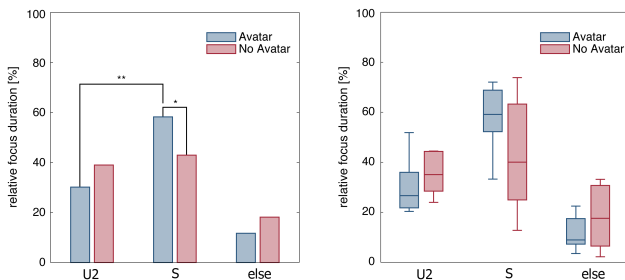 100
80
60
40
20
0
relative focus duration [%]
Avatar
No Avatar
**
*
U2 S else
100
80
60
40
20
0
relative focus duration [%]
Avatar
No Avatar
U2 S else